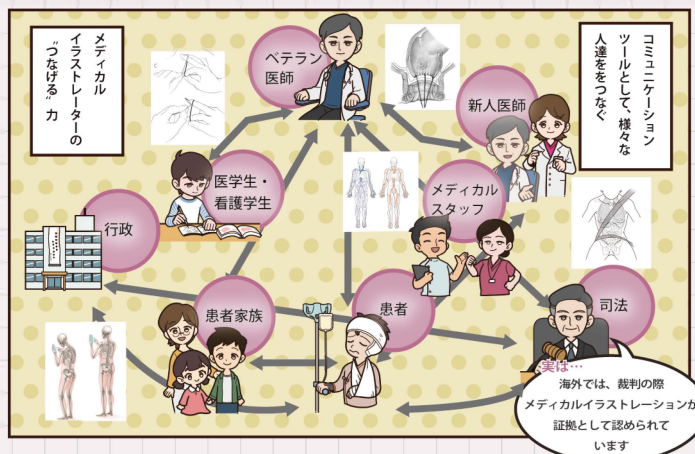 コミュニケーション
ツールとして、様々な
人達ををつなぐ
メディカル
イラストレーターの
“つなげる”力
ベテラン
医師
新人医師
医学生・
看護学生
メディカル
スタッフ
行政
患者家族
患者
司法
実は…
海外では、裁判の際
メディカルイラストレーションが
証拠として認められて
います